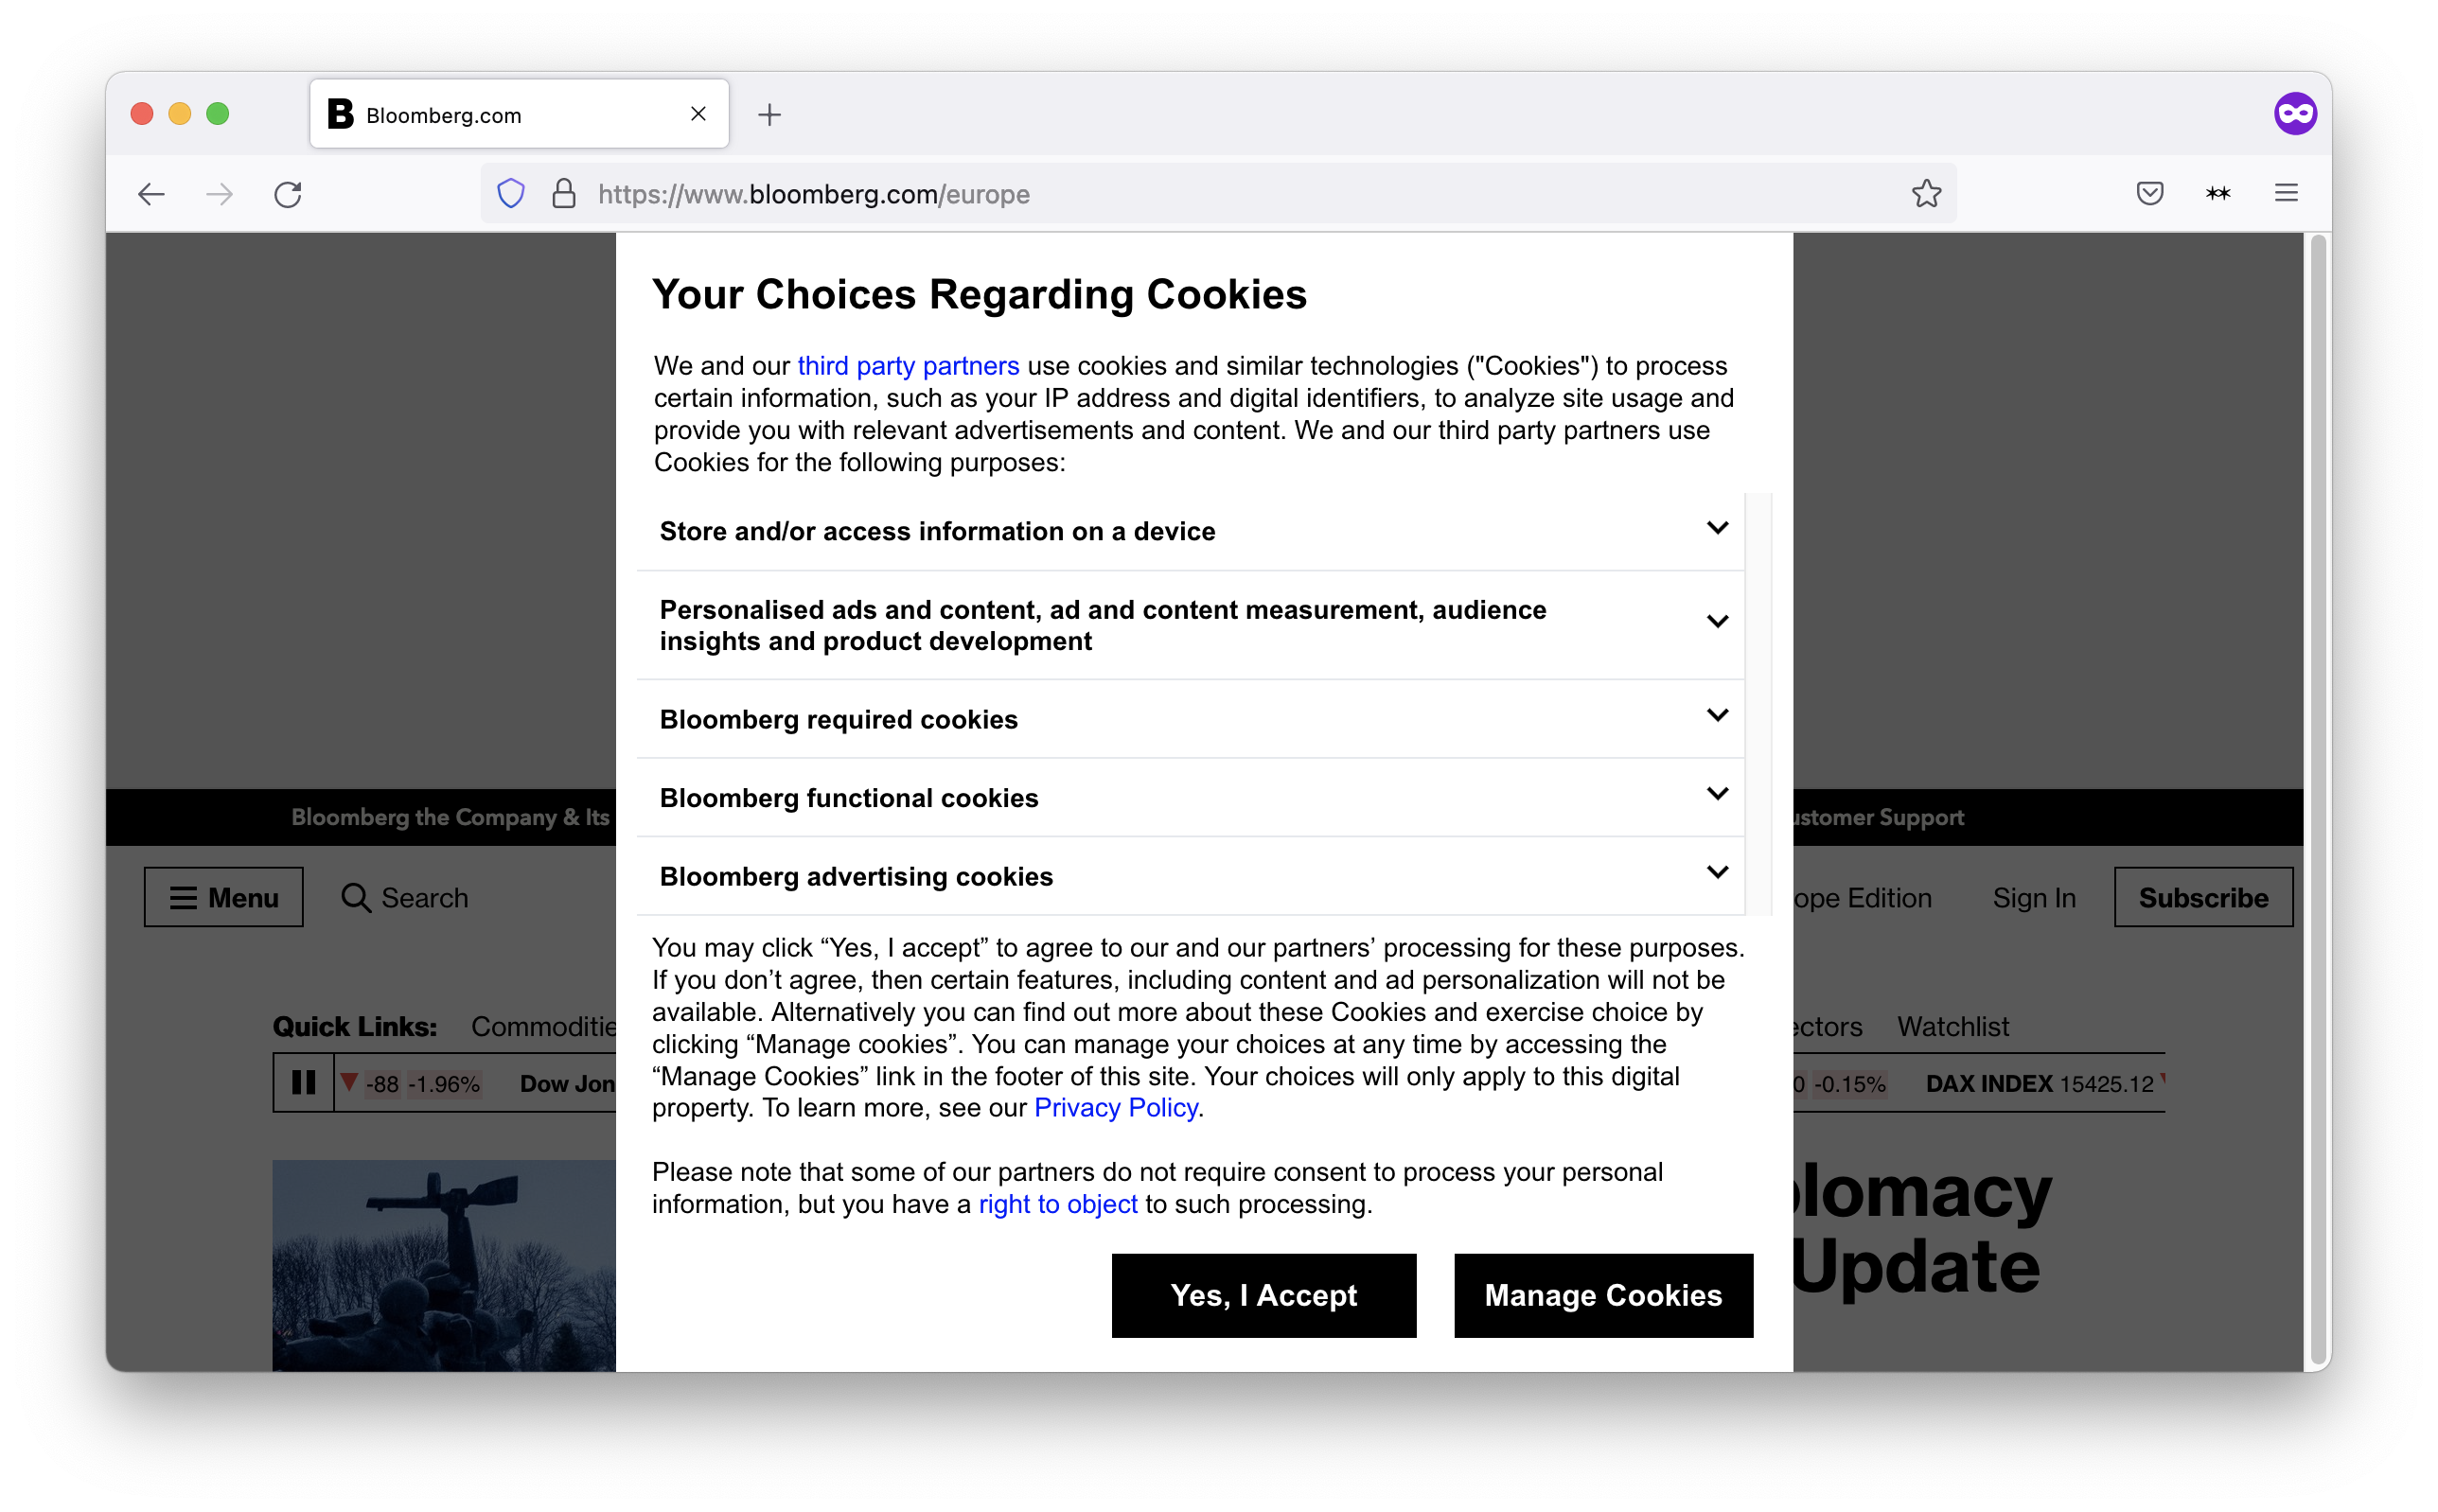 B Bloomberg.com
https://www.bloomberg.com/europe
Your Choices Regarding Cookies
We and our third party partners use cookies and similar technologies ("Cookies") to process
certain information, such as your IP address and digital identifiers, to analyze site usage and
provide you with relevant advertisements and content. We and our third party partners use
Cookies for the following purposes:
Store and/or access information on a device
Personalised ads and content, ad and content measurement, audience
insights and product development
Bloomberg required cookies
Bloomberg functional cookies
Bloomberg advertising cookies
You may click “Yes, I accept” to agree to our and our partners’ processing for these purposes.
If you don’t agree, then certain features, including content and ad personalization will not be
available. Alternatively you can find out more about these Cookies and exercise choice by
clicking “Manage cookies”. You can manage your choices at any time by accessing the
“Manage Cookies” link in the footer of this site. Your choices will only apply to this digital
property. To learn more, see our Privacy Policy.
Please note that some of our partners do not require consent to process your personal
information, but you have a right to object to such processing.
Yes, I Accept Manage Cookies
Bloomberg the Company & Its
ustomer Support
Menu Search
ope Edition Sign In Subscribe
Quick Links: Commoditie
ectors Watchlist
-88 -1.96% Dow Jon
0 -0.15% DAX INDEX 15425.12
lomacy
Update